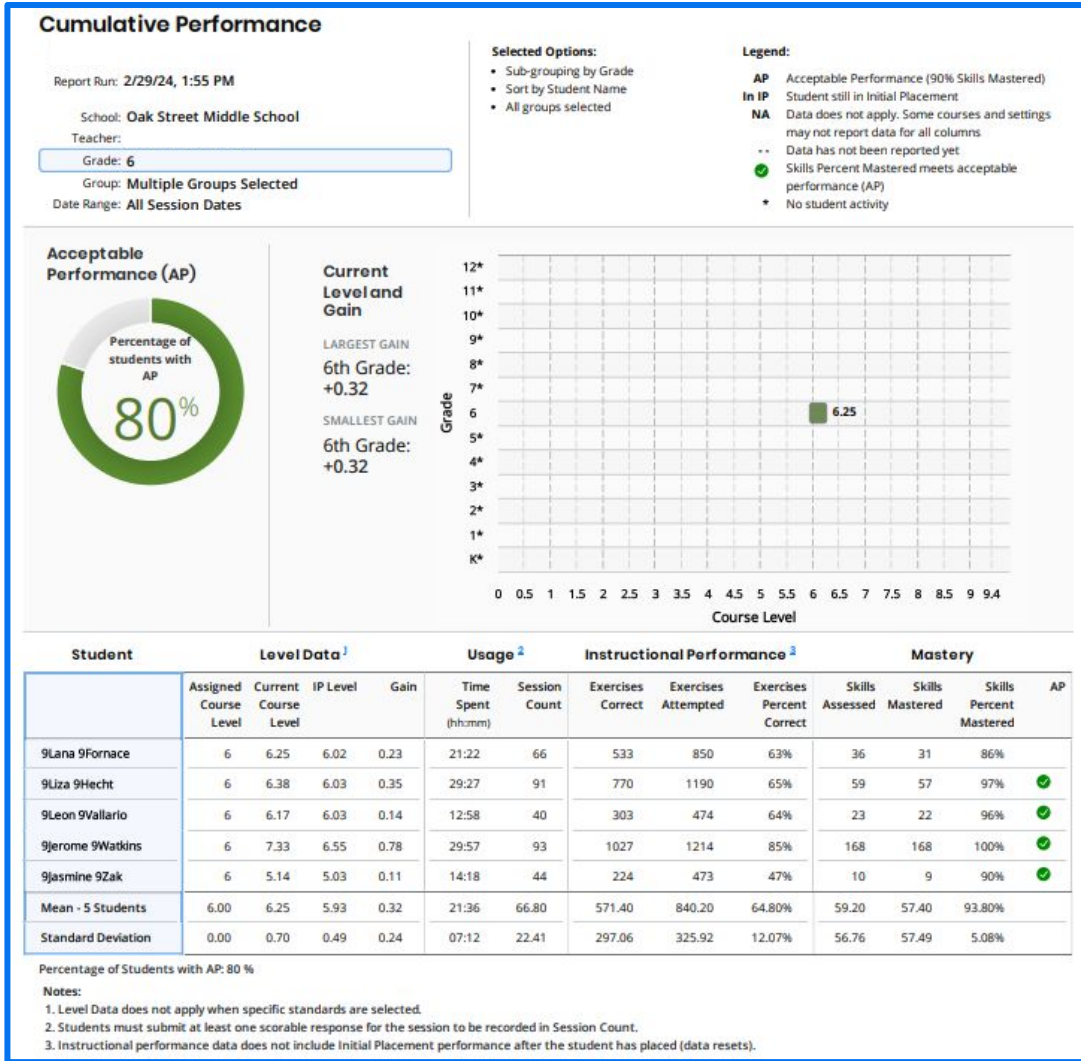 Cumulative Performance
Report Run: 2/29/24, 1:55 PM
School: Oak Street Middle School
Teacher:
Grade: 6
Group: Multiple Groups Selected
Date Range: All Session Dates
Selected Options:
• Sub-grouping by Grade
• Sort by Student Name
• All groups selected
Legend:
AP Acceptable Performance (90% Skills Mastered)
In IP Student still in Initial Placement
NA Data does not apply. Some courses and settings
may not report data for all columns
-- Data has not been reported yet
Skills Percent Mastered meets acceptable
performance (AP)
* No student activity
Acceptable
Performance (AP)
Percentage of
students with
AP
80%
Current
Level and
Gain
LARGEST GAIN
6th Grade:
+0.32
SMALLEST GAIN
6th Grade:
+0.32
Grade
12*
11*
10*
9*
8*
7*
6
5*
4*
3*
2*
1*
K*
6.25
0 0.5 1 1.5 2 2.5 3 3.5 4 4.5 5 5.5 6 6.5 7 7.5 8 8.5 9 9.4
Course Level
Student Level Data 1 Usage 2 Instructional Performance 3 Mastery
Assigned Course Level Current Course Level IP Level Gain Time Spent (hh:mm) Session Count Exercises Correct Exercises Attempted Exercises Percent Correct Skills Assessed Skills Mastered Skills Percent Mastered AP
9Lana 9Fornace 6 6.25 6.02 0.23 21:22 66 533 850 63% 36 31 86%
9Liza 9Hecht 6 6.38 6.03 0.35 29:27 91 770 1190 65% 59 57 97%
9Leon 9Vallario 6 6.17 6.03 0.14 12:58 40 303 474 64% 23 22 96%
9Jerome 9Watkins 6 7.33 6.55 0.78 29:57 93 1027 1214 85% 168 168 100%
9Jasmine 9Zak 6 5.14 5.03 0.11 14:18 44 224 473 47% 10 9 90%
Mean - 5 Students 6.00 6.25 5.93 0.32 21:36 66.80 571.40 840.20 64.80% 59.20 57.40 93.80%
Standard Deviation 0.00 0.70 0.49 0.24 07:12 22.41 297.06 325.92 12.07% 56.76 57.49 5.08%
Percentage of Students with AP: 80 %
Notes:
1. Level Data does not apply when specific standards are selected.
2. Students must submit at least one scorable response for the session to be recorded in Session Count.
3. Instructional performance data does not include Initial Placement performance after the student has placed (data resets).